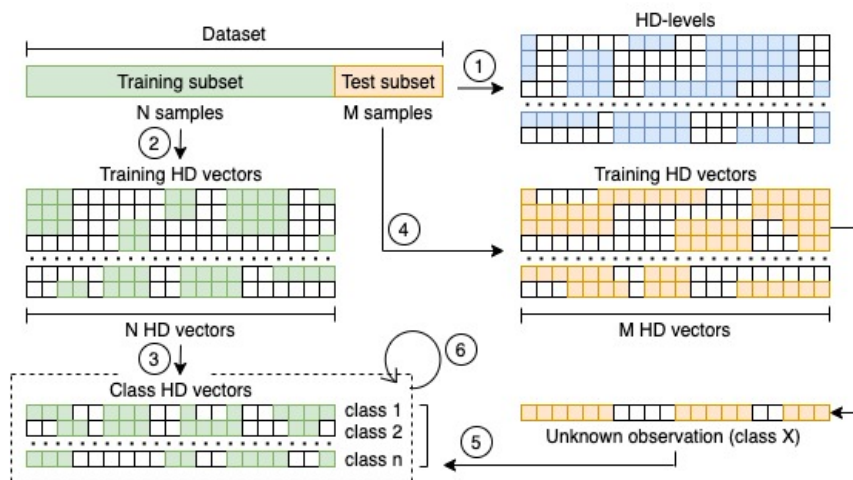 Dataset
HD-levels
Training subset
Test subset
1
N samples
M samples
2
Training HD vectors
Training HD vectors
4
N HD vectors
M HD vectors
3
6
Class HD vectors
class 1
class 2
class n
5
Unknown observation (class X)